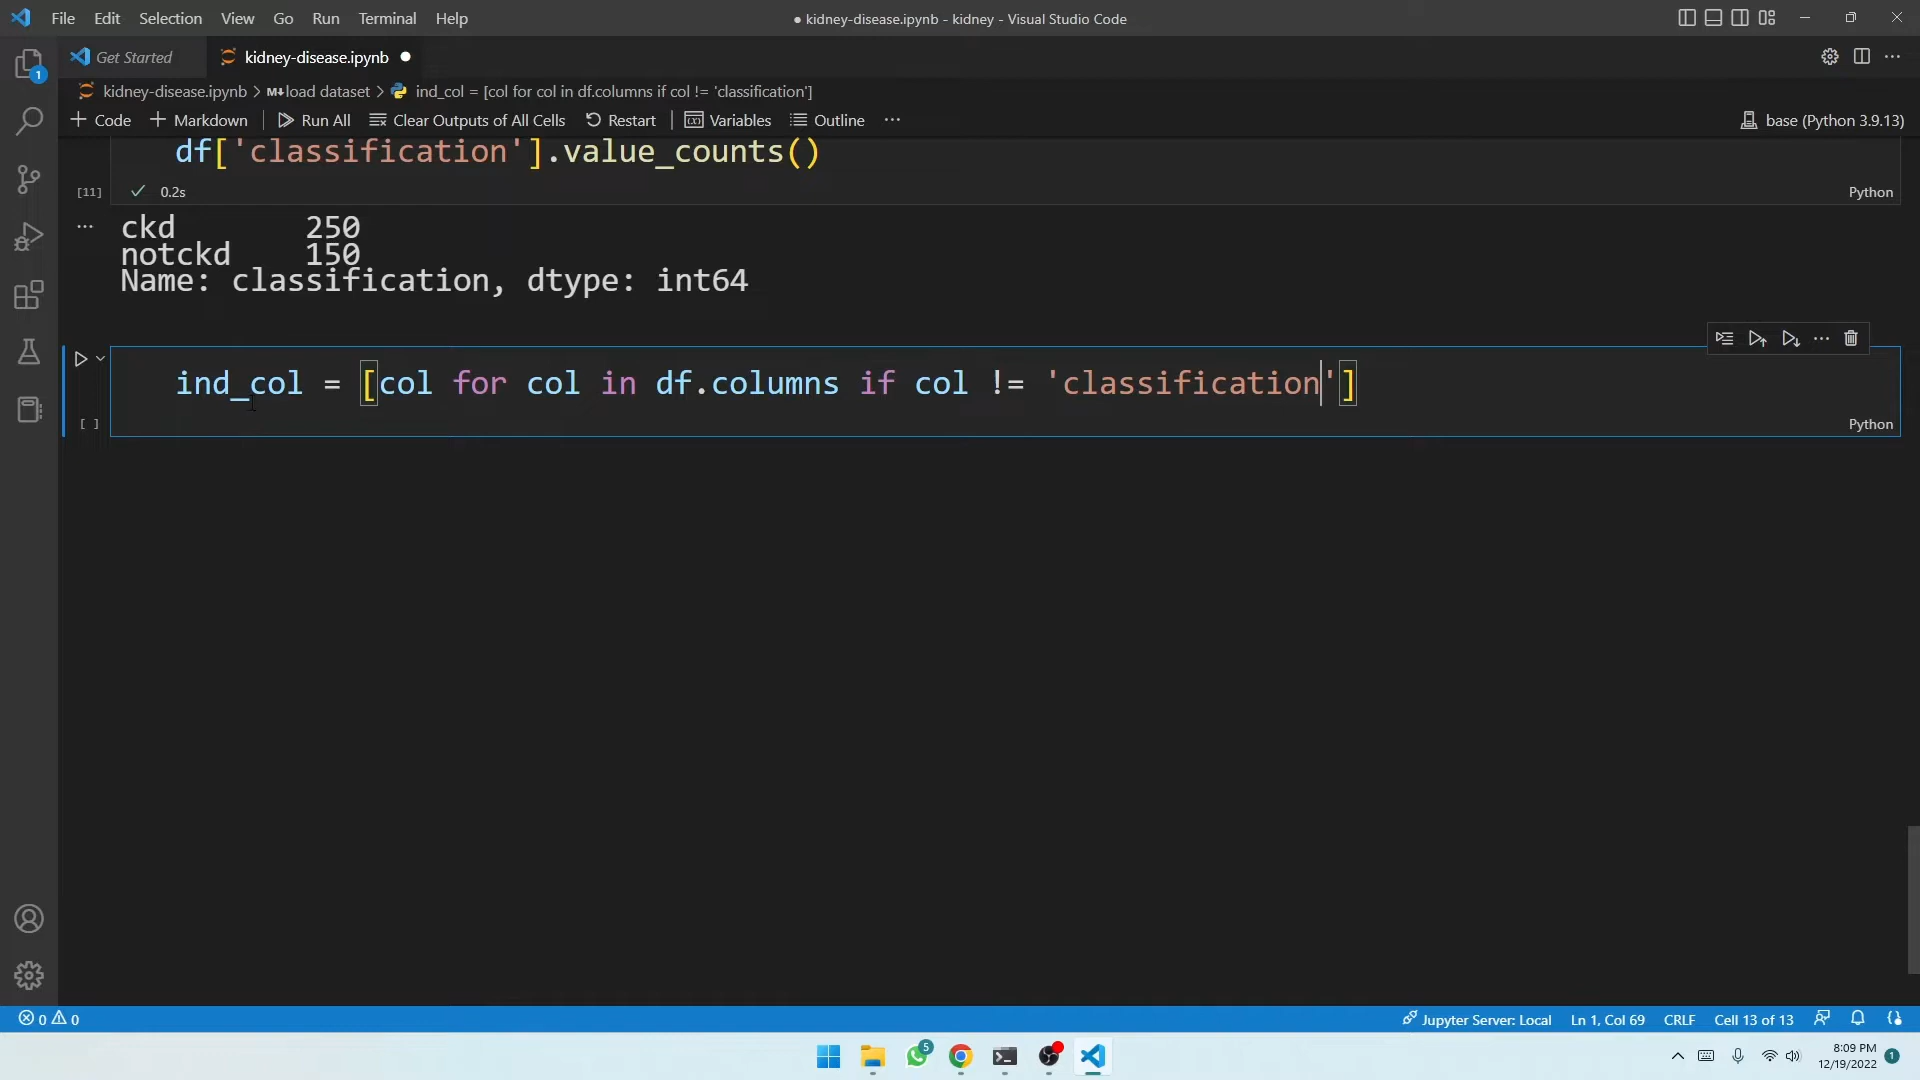 File Edit Selection View Go Run Terminal Help
● kidney-disease.ipynb - kidney - Visual Studio Code
Get Started
kidney-disease.ipynb ●
1
kidney-disease.ipynb > M↓ load dataset > ind_col = [col for col in df.columns if col != 'classification']
+ Code + Markdown Run All Clear Outputs of All Cells Restart Variables Outline ···
base (Python 3.9.13)
df['classification'].value_counts()
[11] ✓ 0.2s Python
ckd 250
notckd 150
Name: classification, dtype: int64
ind_col = [col for col in df.columns if col != 'classification']
[ ] Python
0 0
Jupyter Server: Local Ln 1, Col 69 CRLF Cell 13 of 13
5
8:09 PM
12/19/2022
1